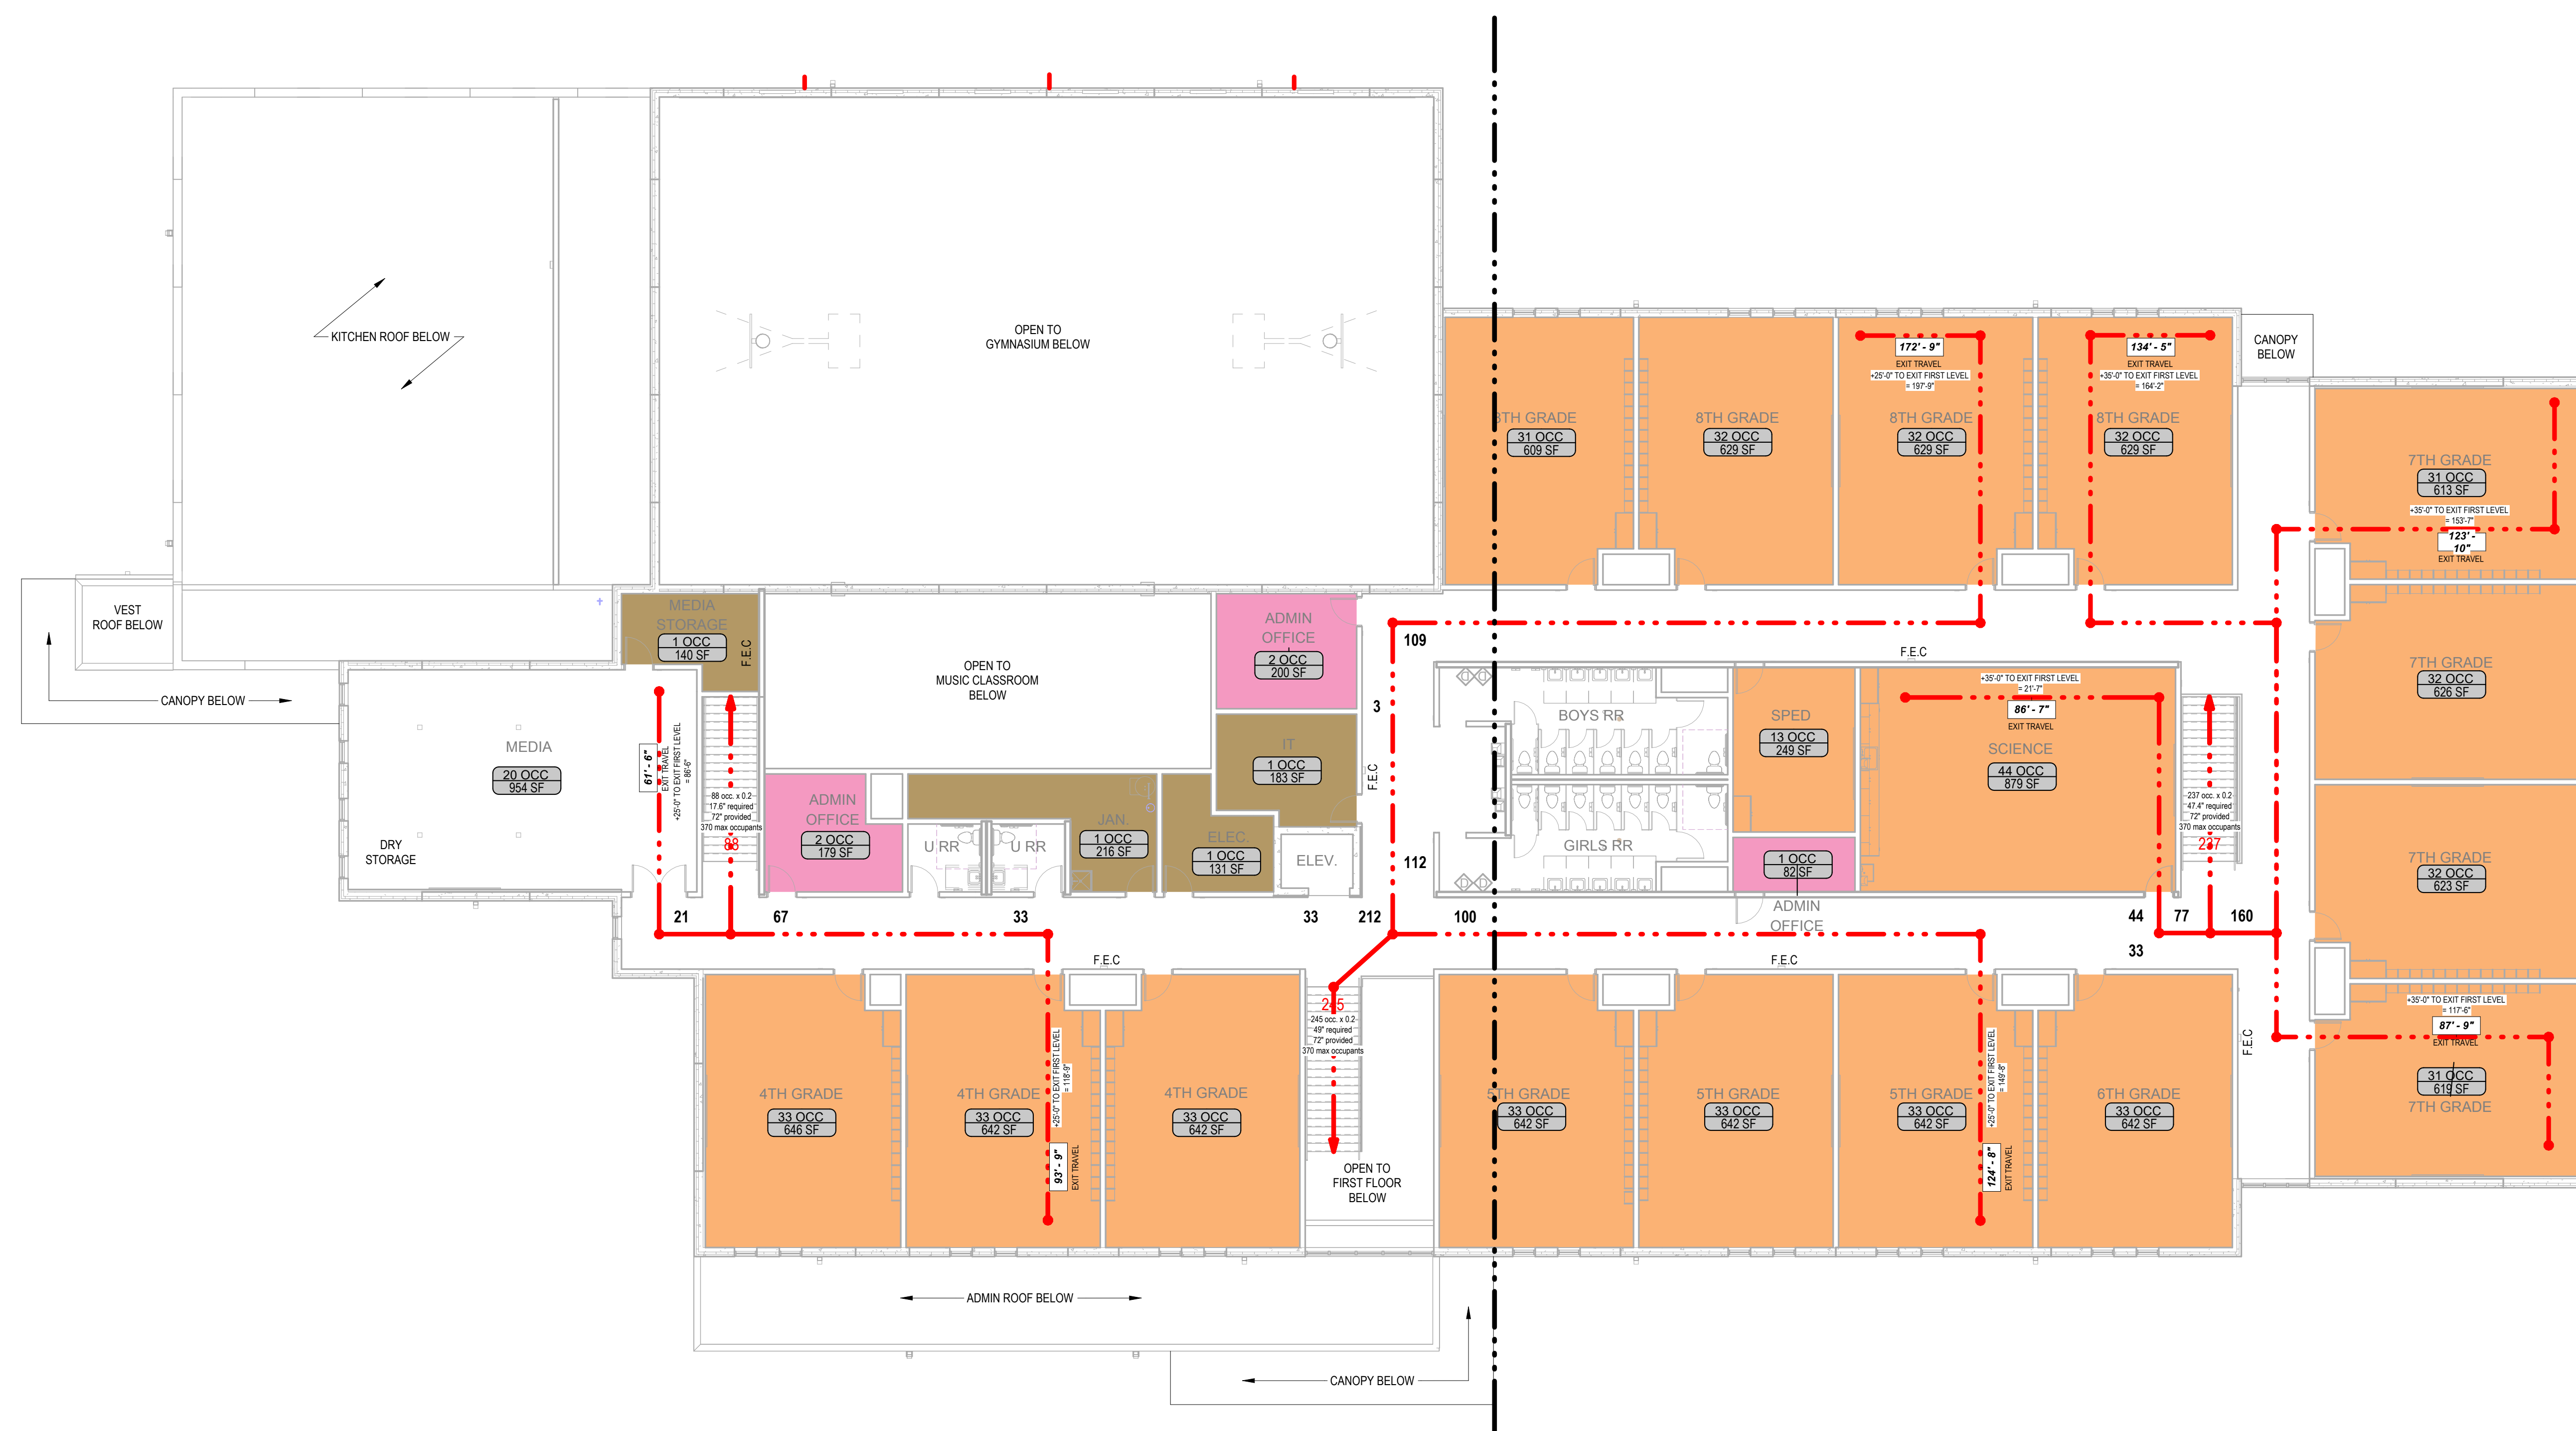 KITCHEN ROOF BELOW
OPEN TO
GYMNASIUM BELOW
VEST
ROOF BELOW
CANOPY BELOW
MEDIA
STORAGE
1 OCC
140 SF
F.E.C
OPEN TO
MUSIC CLASSROOM
BELOW
ADMIN
OFFICE
2 OCC
200 SF
IT
1 OCC
183 SF
MEDIA
20 OCC
954 SF
DRY
STORAGE
61' - 6"
EXIT TRAVEL
+25'-0" TO EXIT FIRST LEVEL
= 86'-6"
88 occ. x 0.2
17.6" required
72" provided
370 max occupants
88
ADMIN
OFFICE
2 OCC
179 SF
U RR
U RR
JAN.
1 OCC
216 SF
ELEC.
1 OCC
131 SF
ELEV.
F.E.C
109
3
112
21
67
33
33
212
100
F.E.C
4TH GRADE
33 OCC
646 SF
4TH GRADE
33 OCC
642 SF
+25'-0" TO EXIT FIRST LEVEL
= 118'-9"
93' - 9"
EXIT TRAVEL
4TH GRADE
33 OCC
642 SF
245
245 occ. x 0.2
49" required
72" provided
370 max occupants
OPEN TO
FIRST FLOOR
BELOW
ADMIN ROOF BELOW
CANOPY BELOW
8TH GRADE
31 OCC
609 SF
8TH GRADE
32 OCC
629 SF
172' - 9"
EXIT TRAVEL
+25'-0" TO EXIT FIRST LEVEL
= 197'-9"
8TH GRADE
32 OCC
629 SF
134' - 5"
EXIT TRAVEL
+35'-0" TO EXIT FIRST LEVEL
= 164'-2"
8TH GRADE
32 OCC
629 SF
CANOPY
BELOW
7TH GRADE
31 OCC
613 SF
+35'-0" TO EXIT FIRST LEVEL
= 153'-7"
123' -
10"
EXIT TRAVEL
F.E.C
BOYS RR
GIRLS RR
SPED
13 OCC
249 SF
1 OCC
82 SF
ADMIN
OFFICE
+35'-0" TO EXIT FIRST LEVEL
= 21'-7"
86' - 7"
EXIT TRAVEL
SCIENCE
44 OCC
879 SF
237 occ. x 0.2
47.4" required
72" provided
370 max occupants
237
44
77
160
33
7TH GRADE
32 OCC
626 SF
7TH GRADE
32 OCC
623 SF
+35'-0" TO EXIT FIRST LEVEL
= 117'-6"
87' - 9"
EXIT TRAVEL
31 OCC
619 SF
7TH GRADE
F.E.C
F.E.C
5TH GRADE
33 OCC
642 SF
5TH GRADE
33 OCC
642 SF
5TH GRADE
33 OCC
642 SF
+25'-0" TO EXIT FIRST LEVEL
= 149'-8"
124' - 8"
EXIT TRAVEL
6TH GRADE
33 OCC
642 SF